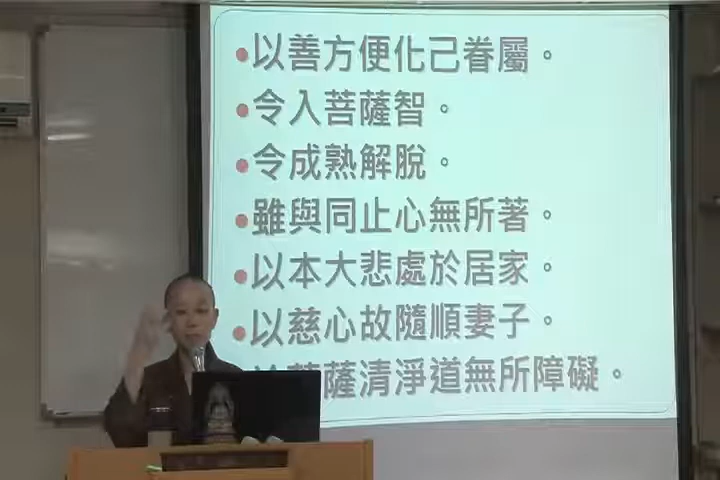 •以善方便化己眷屬。
•令入菩薩智。
•令成熟解脫。
•雖與同止心無所著。
•以本大悲處於居家。
•以慈心故隨順妻子。
薩清淨道無所障礙。